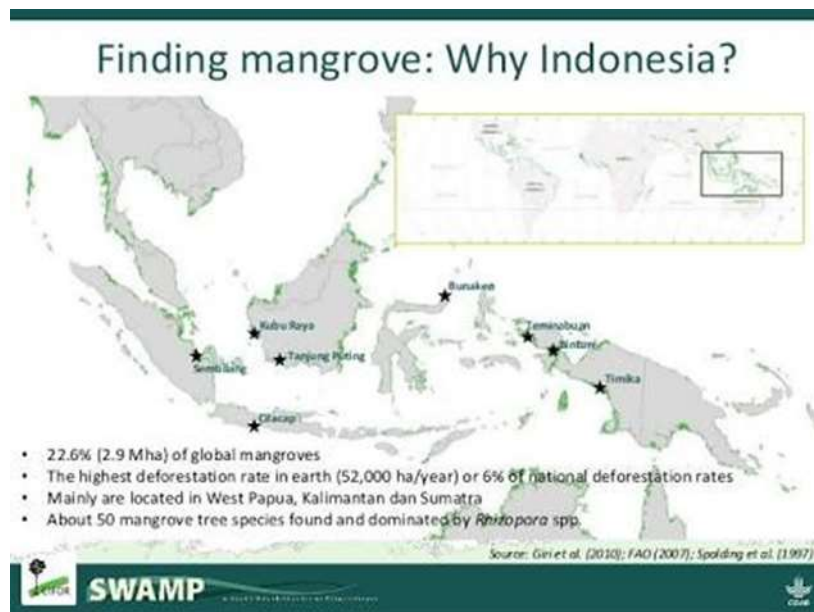 Finding mangrove: Why Indonesia?
Bunaken
Kubu Raya
Teminabuan
Bintuni
Sembilang
Tanjung Puting
Timika
Cilacap
• 22.6% (2.9 Mha) of global mangroves
• The highest deforestation rate in earth (52,000 ha/year) or 6% of national deforestation rates
• Mainly are located in West Papua, Kalimantan dan Sumatra
• About 50 mangrove tree species found and dominated by Rhizopora spp.
Source: Giri et al. (2010); FAO (2007); Spalding et al. (1997)
CIFOR
SWAMP
CGIAR